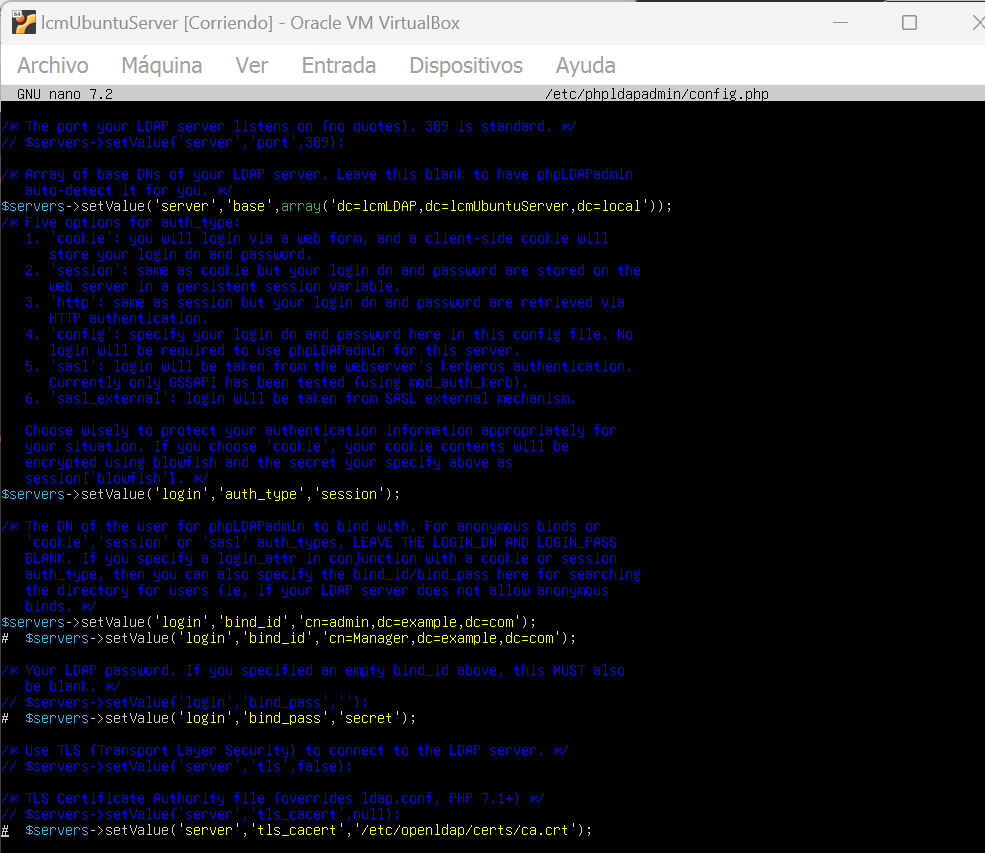 lcmUbuntuServer [Corriendo] - Oracle VM VirtualBox
Archivo Máquina Ver Entrada Dispositivos Ayuda
GNU nano 7.2 /etc/phpldapadmin/config.php
/* The port your LDAP server listens on (no quotes). 389 is standard. */
// $servers->setValue('server','port',389);
/* Array of base DNs of your LDAP server. Leave this blank to have phpLDAPadmin
auto-detect it for you. */
$servers->setValue('server','base',array('dc=lcmLDAP,dc=lcmUbuntuServer,dc=local'));
/* Five options for auth_type:
1. 'cookie': you will login via a web form, and a client-side cookie will
store your login dn and password.
2. 'session': same as cookie but your login dn and password are stored on the
web server in a persistent session variable.
3. 'http': same as session but your login dn and password are retrieved via
HTTP authentication.
4. 'config': specify your login dn and password here in this config file. No
login will be required to use phpLDAPadmin for this server.
5. 'sasl': login will be taken from the webserver's kerberos authentication.
Currently only GSSAPI has been tested (using mod_auth_kerb).
6. 'sasl_external': login will be taken from SASL external mechanism.
Choose wisely to protect your authentication information appropriately for
your situation. If you choose 'cookie', your cookie contents will be
encrypted using blowfish and the secret your specify above as
session['blowfish']. */
$servers->setValue('login','auth_type','session');
/* The DN of the user for phpLDAPadmin to bind with. For anonymous binds or
'cookie','session' or 'sasl' auth_types, LEAVE THE LOGIN_DN AND LOGIN_PASS
BLANK. If you specify a login_attr in conjunction with a cookie or session
auth_type, then you can also specify the bind_id/bind_pass here for searching
the directory for users (ie, if your LDAP server does not allow anonymous
binds. */
$servers->setValue('login','bind_id','cn=admin,dc=example,dc=com');
#  $servers->setValue('login','bind_id','cn=Manager,dc=example,dc=com');
/* Your LDAP password. If you specified an empty bind_id above, this MUST also
be blank. */
// $servers->setValue('login','bind_pass','');
#  $servers->setValue('login','bind_pass','secret');
/* Use TLS (Transport Layer Security) to connect to the LDAP server. */
// $servers->setValue('server','tls',false);
/* TLS Certificate Authority file (overrides ldap.conf, PHP 7.1+) */
// $servers->setValue('server','tls_cacert',null);
#  $servers->setValue('server','tls_cacert','/etc/openldap/certs/ca.crt');